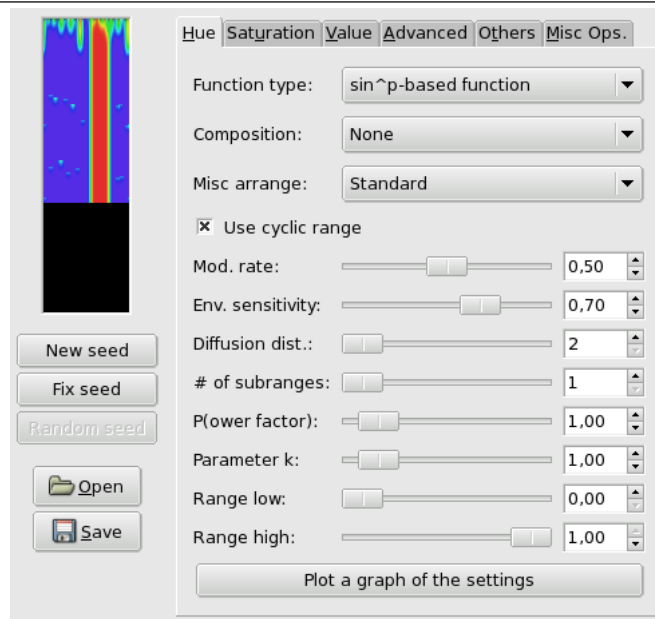 Hue Saturation Value Advanced Others Misc Ops.
Function type: sin^p-based function
Composition: None
Misc arrange: Standard
Use cyclic range
Mod. rate: 0,50
Env. sensitivity: 0,70
Diffusion dist.: 2
# of subranges: 1
P(ower factor): 1,00
Parameter k: 1,00
Range low: 0,00
Range high: 1,00
Plot a graph of the settings
New seed
Fix seed
Random seed
Open
Save